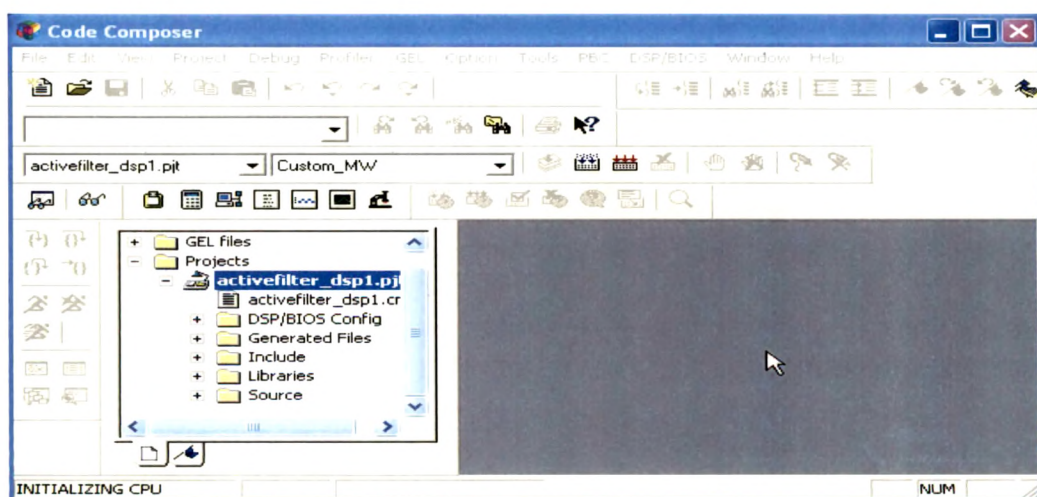 Code Composer
File Edit View Project Debug Profiler GEL Option Tools PBC DSP/BIOS Window Help
activefilter_dsp1.pjt Custom_MW
GEL files
Projects
activefilter_dsp1.pjt
activefilter_dsp1.cr
DSP/BIOS Config
Generated Files
Include
Libraries
Source
INITIALIZING CPU NUM